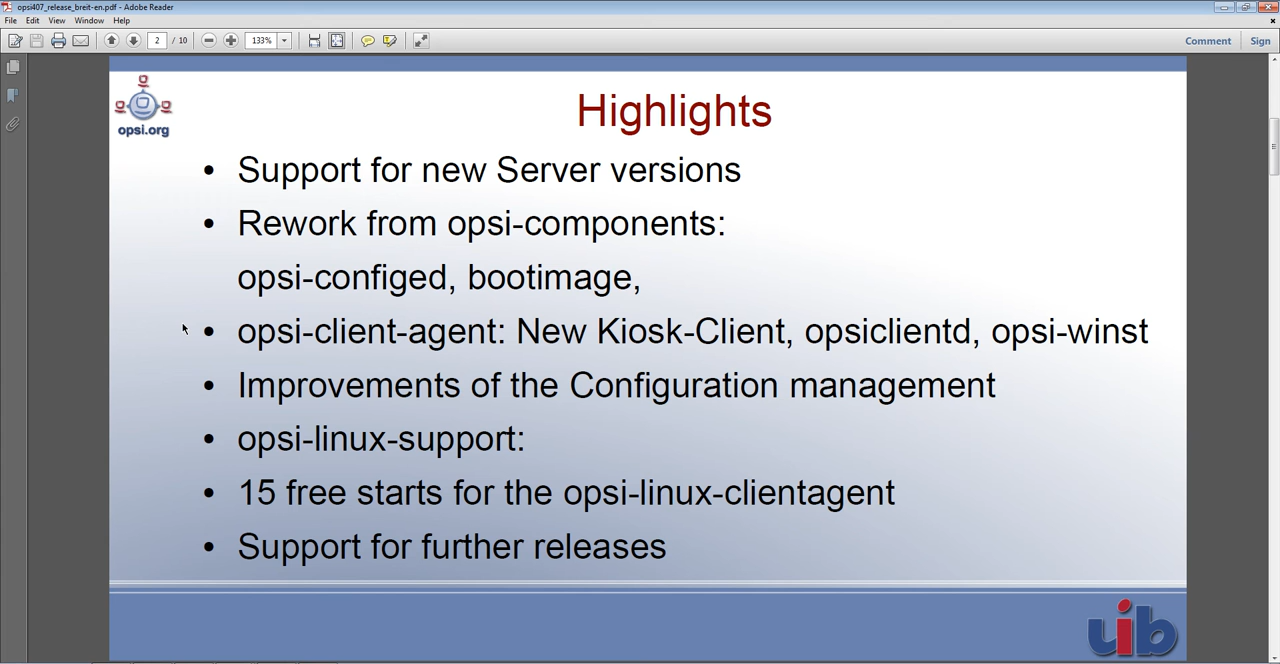 opsi407_release_breit-en.pdf - Adobe Reader
File Edit View Window Help
2 / 10 133% Comment Sign
opsi.org
Highlights
• Support for new Server versions
• Rework from opsi-components:
opsi-configed, bootimage,
• opsi-client-agent: New Kiosk-Client, opsiclientd, opsi-winst
• Improvements of the Configuration management
• opsi-linux-support:
• 15 free starts for the opsi-linux-clientagent
• Support for further releases
uib